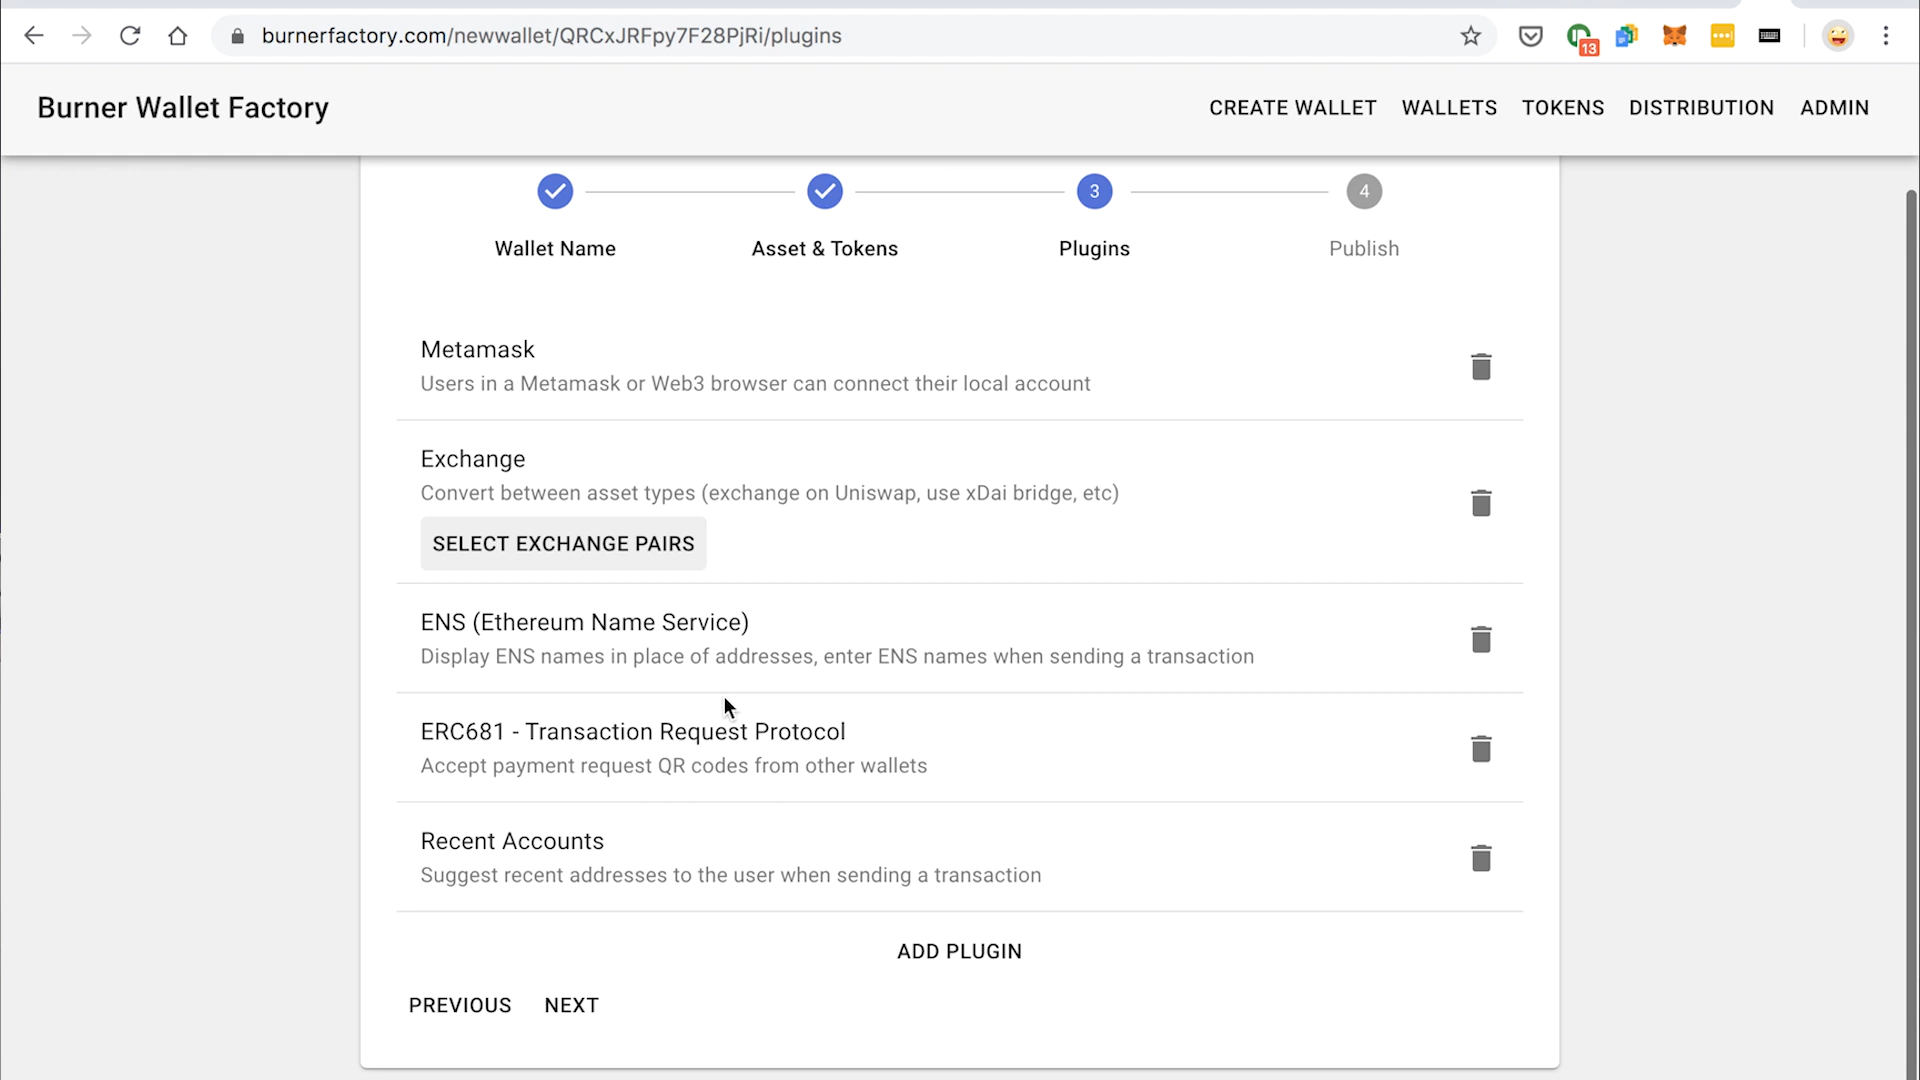 burnerfactory.com/newwallet/QRCxJRFpy7F28PjRi/plugins
13
Burner Wallet Factory
CREATE WALLET WALLETS TOKENS DISTRIBUTION ADMIN
3 4
Wallet Name Asset & Tokens Plugins Publish
Metamask
Users in a Metamask or Web3 browser can connect their local account
Exchange
Convert between asset types (exchange on Uniswap, use xDai bridge, etc)
SELECT EXCHANGE PAIRS
ENS (Ethereum Name Service)
Display ENS names in place of addresses, enter ENS names when sending a transaction
ERC681 - Transaction Request Protocol
Accept payment request QR codes from other wallets
Recent Accounts
Suggest recent addresses to the user when sending a transaction
ADD PLUGIN
PREVIOUS NEXT